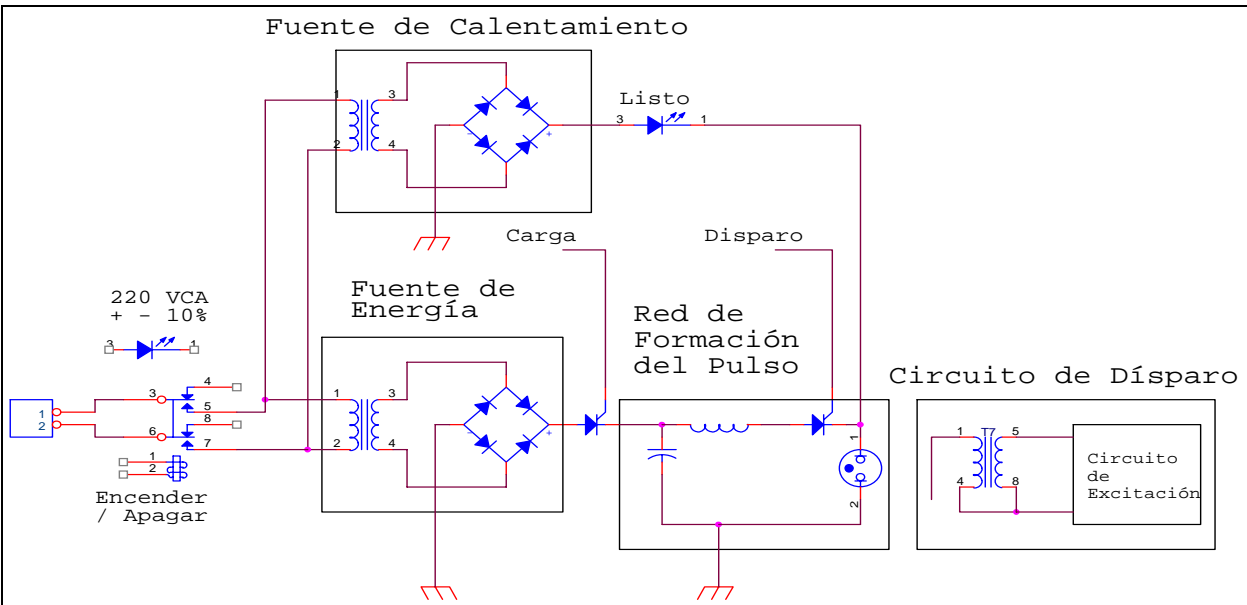 Fuente de Calentamiento
1
3
2
4
-
+
Listo
3
1
Carga
Disparo
220 VCA
+ - 10%
3
1
Fuente de
Energía
Red de
Formación
del Pulso
Circuito de Dísparo
1
2
3
4
5
8
6
7
1
2
Encender
/ Apagar
1
3
2
4
-
+
1
2
1
T7
5
4
8
Circuito
de
Excitación